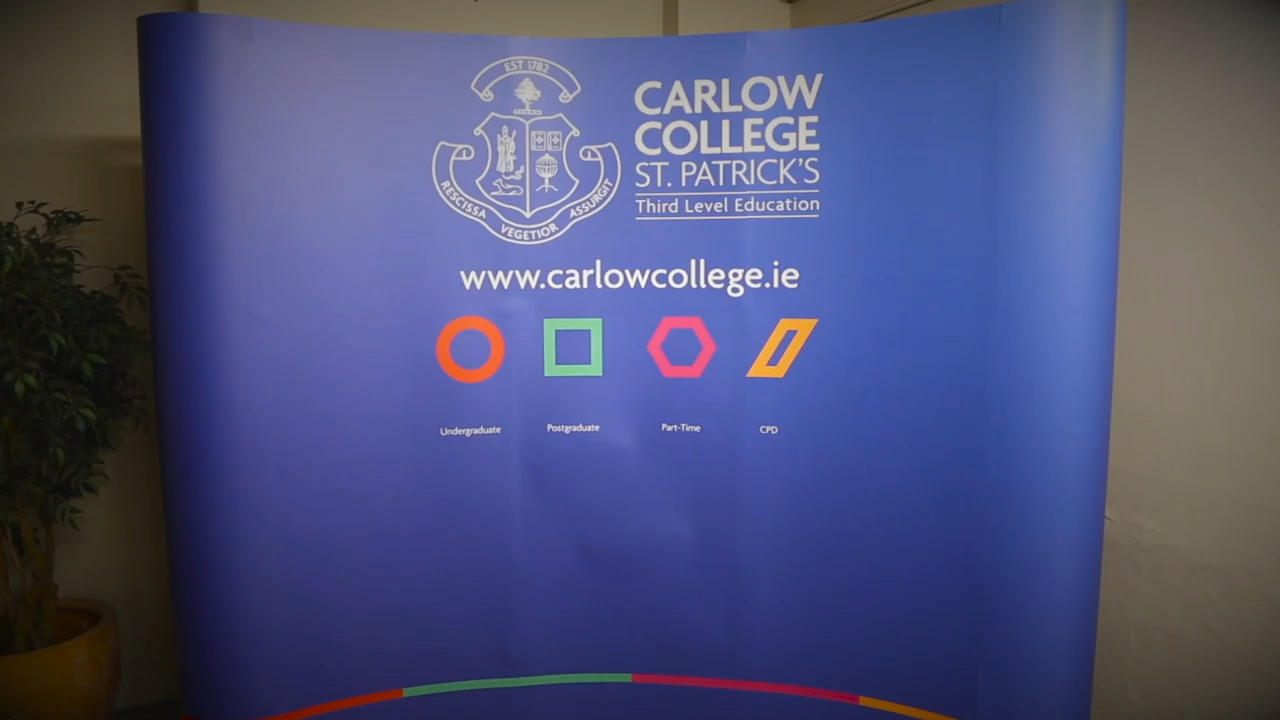 EST 1782
RESCISSA VEGETIOR ASSURGIT
CARLOW
COLLEGE
ST. PATRICK'S
Third Level Education
www.carlowcollege.ie
Undergraduate Postgraduate Part-Time CPD